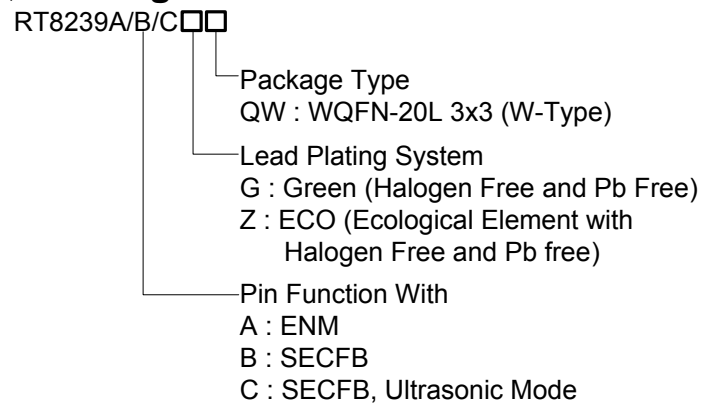 RT8239A/B/C□□
Package Type
QW : WQFN-20L 3x3 (W-Type)
Lead Plating System
G : Green (Halogen Free and Pb Free)
Z : ECO (Ecological Element with
Halogen Free and Pb free)
Pin Function With
A : ENM
B : SECFB
C : SECFB, Ultrasonic Mode